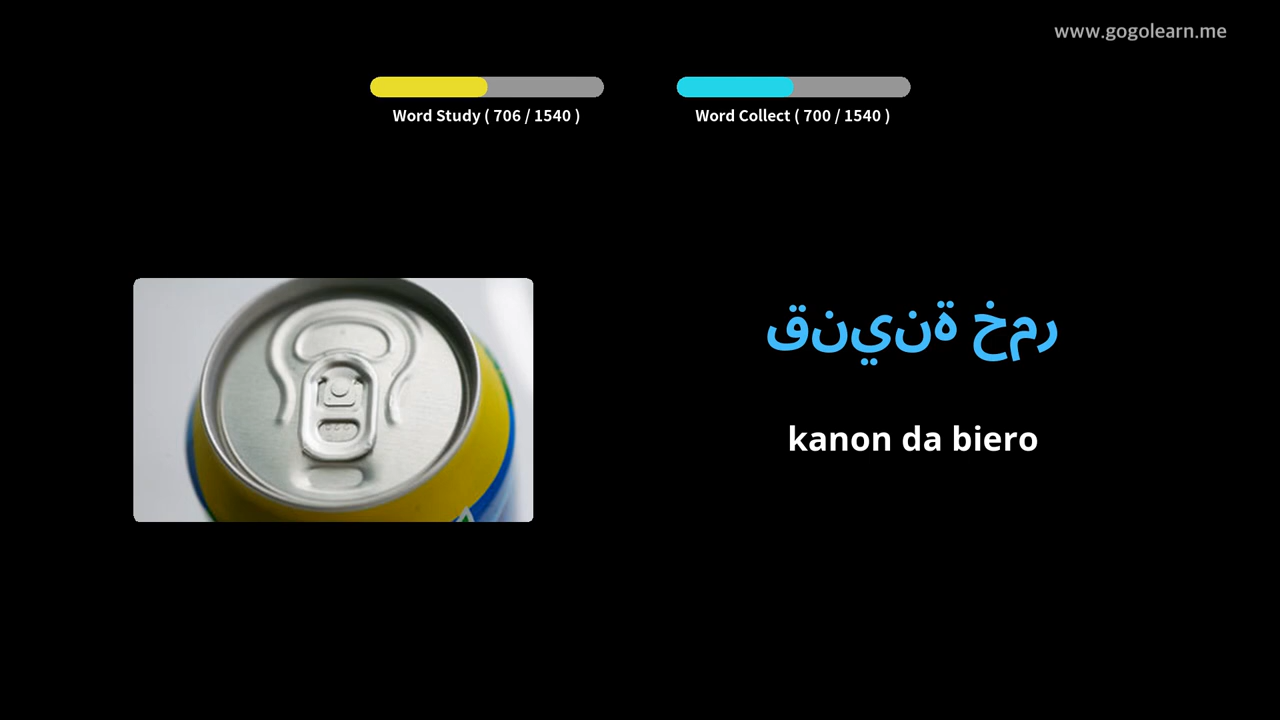 www.gogolearn.me
Word Study ( 706 / 1540 )
Word Collect ( 700 / 1540 )
قنينة خمر
kanon da biero